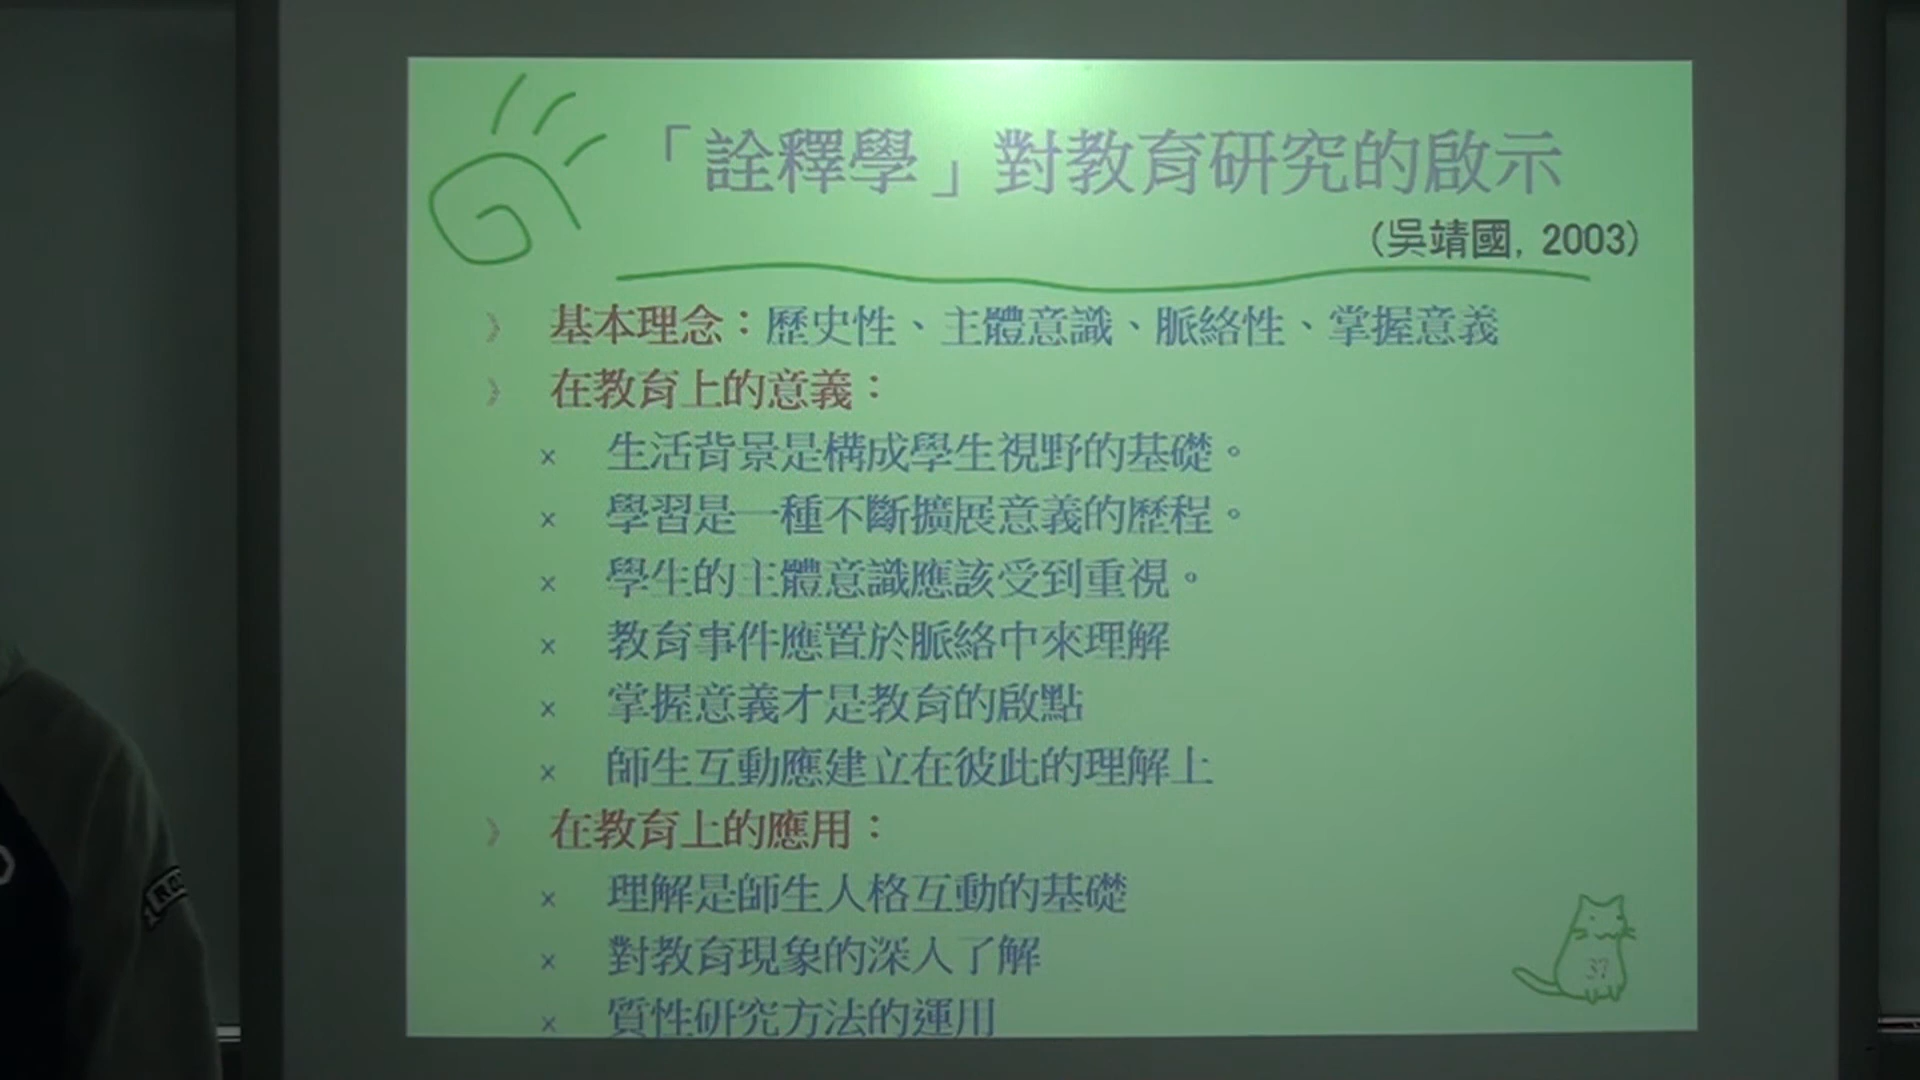 「詮釋學」對教育研究的啟示
(吳靖國, 2003)
》 基本理念：歷史性、主體意識、脈絡性、掌握意義
》 在教育上的意義：
× 生活背景是構成學生視野的基礎。
× 學習是一種不斷擴展意義的歷程。
× 學生的主體意識應該受到重視。
× 教育事件應置於脈絡中來理解
× 掌握意義才是教育的啟點
× 師生互動應建立在彼此的理解上
》 在教育上的應用：
× 理解是師生人格互動的基礎
× 對教育現象的深入了解
× 質性研究方法的運用
37